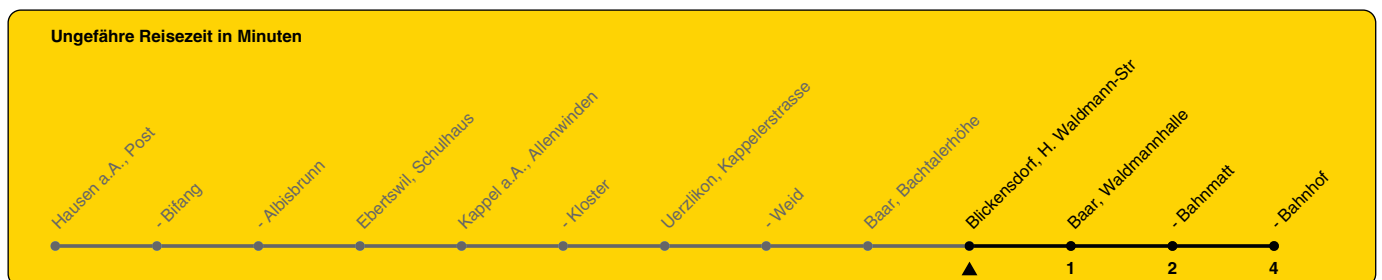 Ungefähre Reisezeit in Minuten
Hausen a.A., Post
- Bifang
- Albisbrunn
Ebertswil, Schulhaus
Kappel a.A., Allenwinden
- Kloster
Uerzlikon, Kappelerstrasse
- Weid
Baar, Bachtalerhöhe
Blickensdorf, H. Waldmann-Str
Baar, Waldmannhalle
- Bahnmatt
- Bahnhof
1 2 4